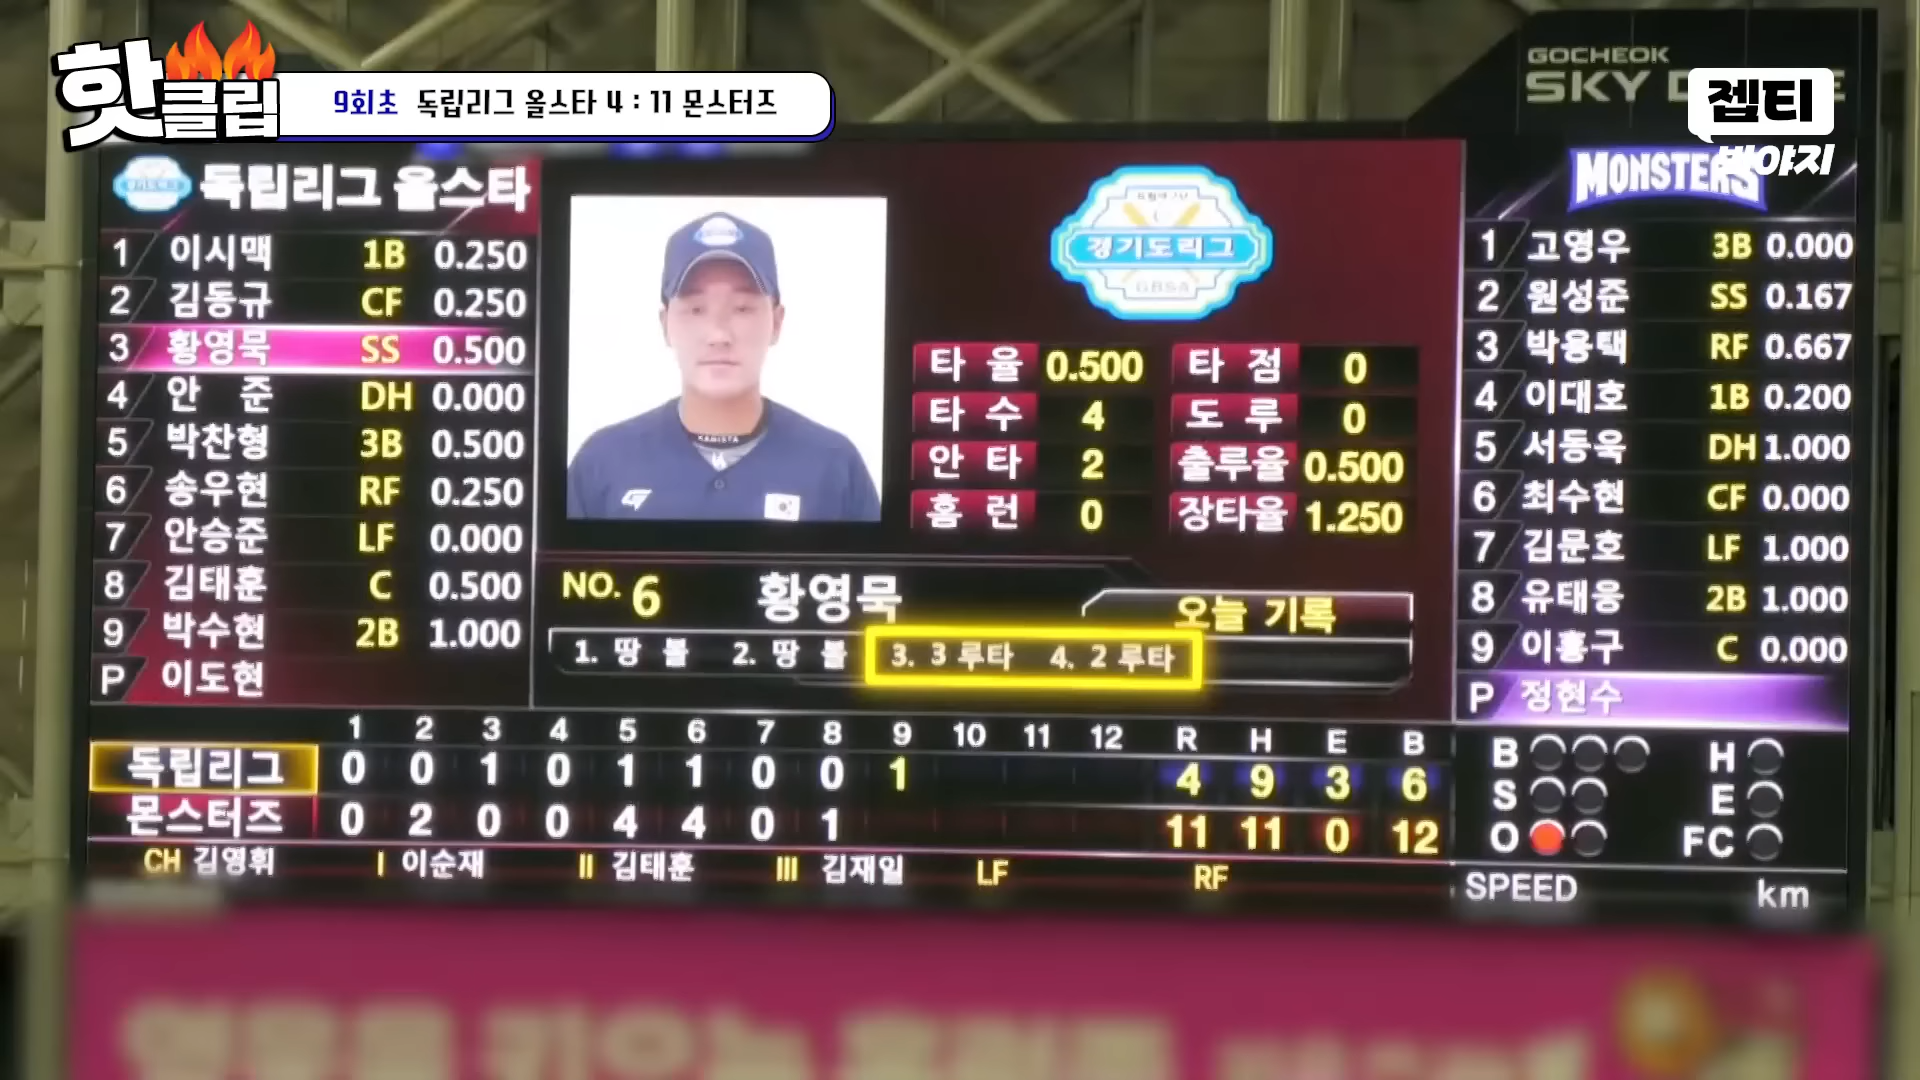 핫클립
9회초 독립리그 올스타 4 : 11 몬스터즈
GOCHEOK
SKY
젭티
독립리그 올스타
1 이시맥 1B 0.250
2 김동규 CF 0.250
3 황영묵 SS 0.500
4 안 준 DH 0.000
5 박찬형 3B 0.500
6 송우현 RF 0.250
7 안승준 LF 0.000
8 김태훈 C 0.500
9 박수현 2B 1.000
P 이도현
경기도리그
GBSA
타율 0.500 타점 0
타수 4 도루 0
안타 2 출루율 0.500
홈런 0 장타율 1.250
NO. 6 황영묵
오늘 기록
1. 땅 볼 2. 땅 볼 3. 3 루타 4. 2 루타
MONSTERS
1 고영우 3B 0.000
2 원성준 SS 0.167
3 박용택 RF 0.667
4 이대호 1B 0.200
5 서동욱 DH 1.000
6 최수현 CF 0.000
7 김문호 LF 1.000
8 유태웅 2B 1.000
9 이홍구 C 0.000
P 정현수
1 2 3 4 5 6 7 8 9 10 11 12 R H E B
독립리그 0 0 1 0 1 1 0 0 1 4 9 3 6
몬스터즈 0 2 0 0 4 4 0 1 11 11 0 12
CH 김영휘 I 이순재 II 김태훈 III 김재일 LF RF
B H
S E
O FC
SPEED km